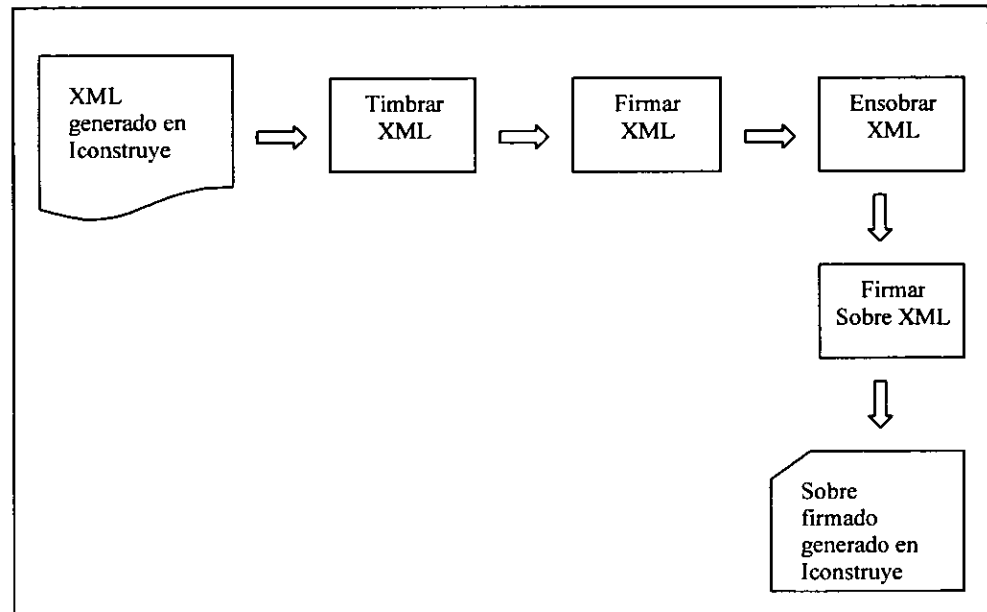 XML
generado en
Iconstruye
Timbrar
XML
Firmar
XML
Ensobrar
XML
Firmar
Sobre XML
Sobre
firmado
generado en
Iconstruye